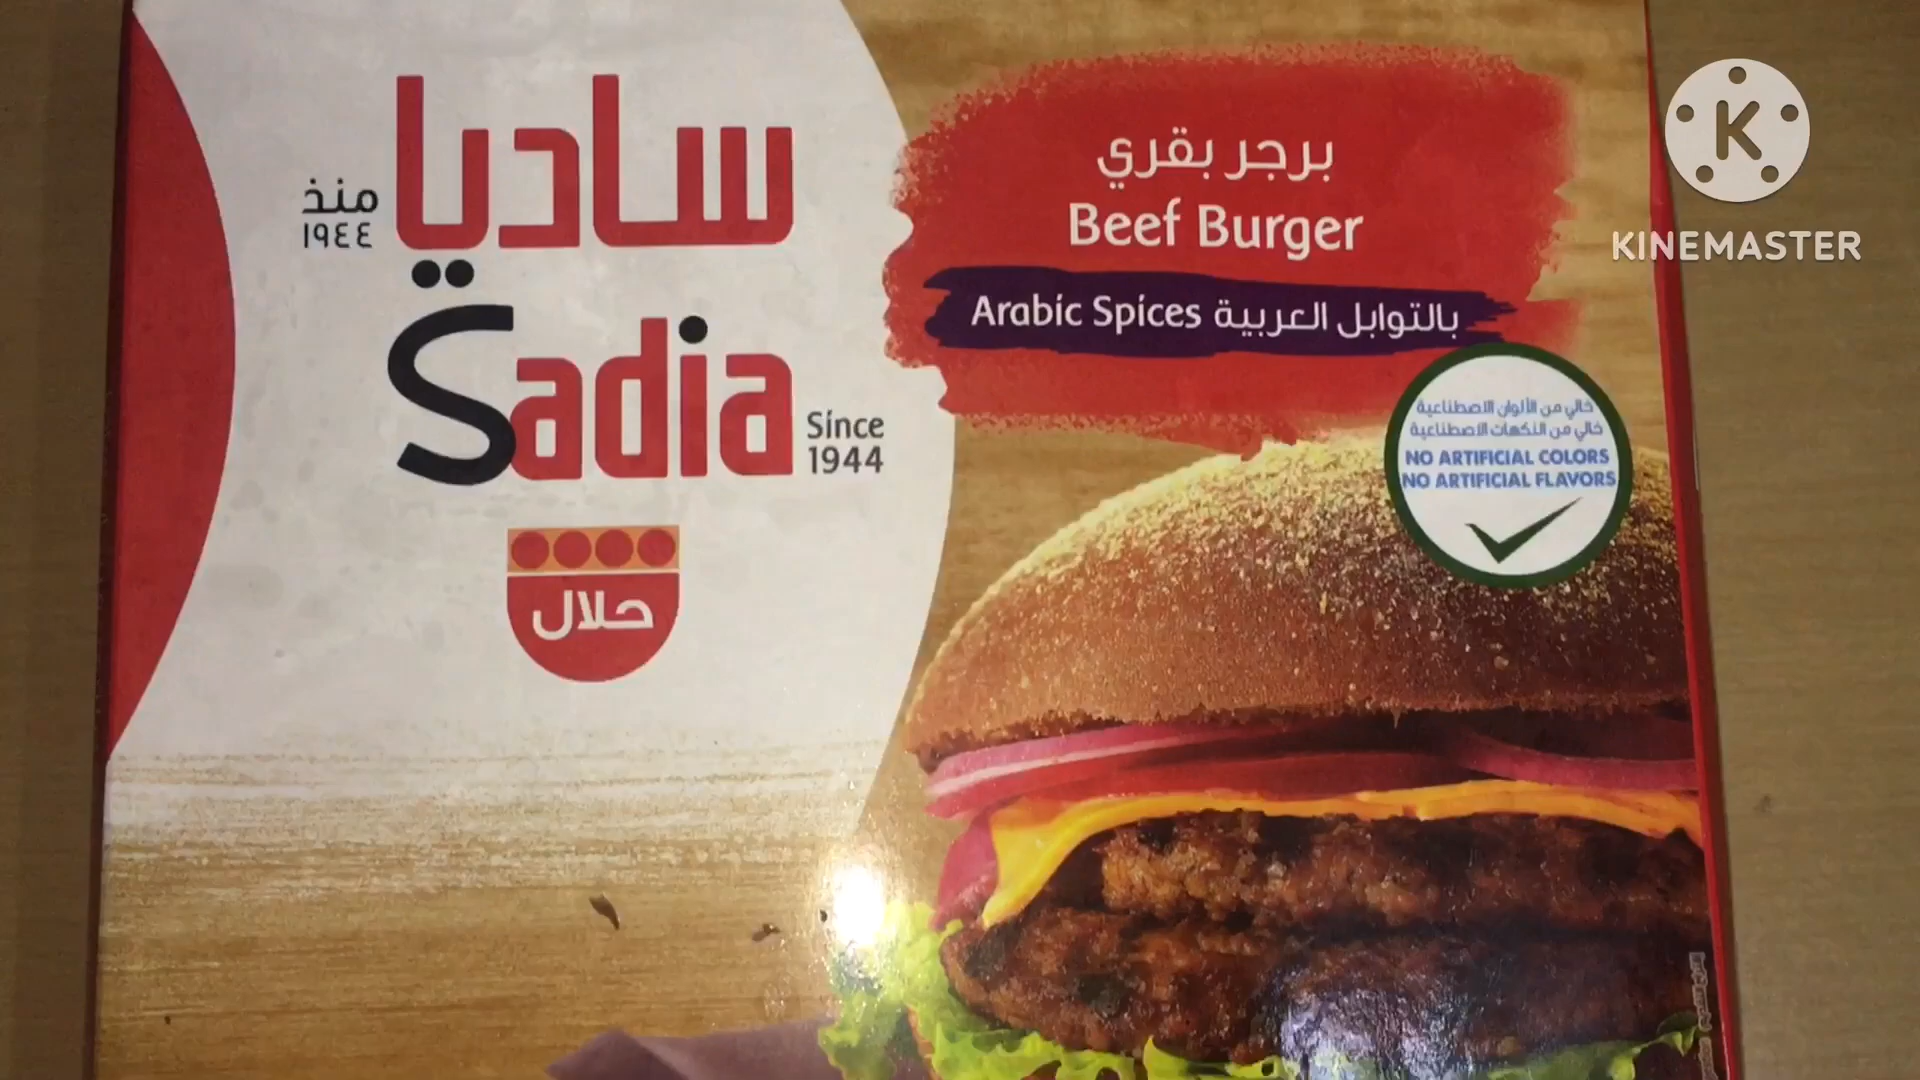 ساديا
منذ
١٩٤٤
Sadia
Since
1944
حلال
برجر بقري
Beef Burger
Arabic Spices بالتوابل العربية
خالي من الألوان الاصطناعية
خالي من النكهات الاصطناعية
NO ARTIFICIAL COLORS
NO ARTIFICIAL FLAVORS
K
KINEMASTER